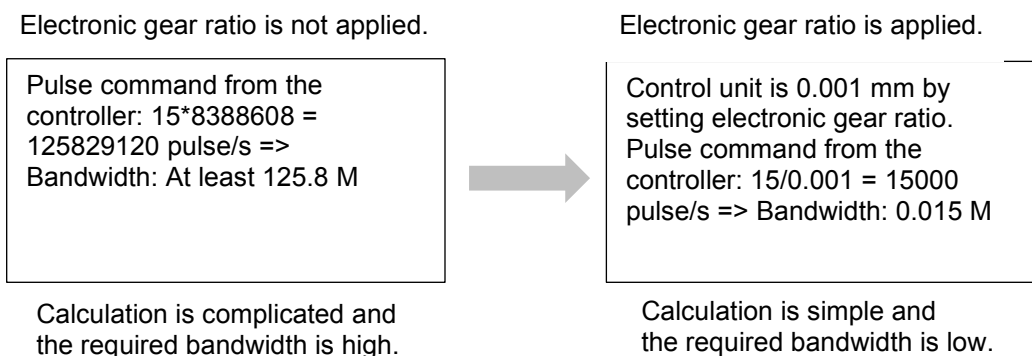 Electronic gear ratio is not applied.
Pulse command from the
controller: 15*8388608 =
125829120 pulse/s =>
Bandwidth: At least 125.8 M
Calculation is complicated and
the required bandwidth is high.
Electronic gear ratio is applied.
Control unit is 0.001 mm by
setting electronic gear ratio.
Pulse command from the
controller: 15/0.001 = 15000
pulse/s => Bandwidth: 0.015 M
Calculation is simple and
the required bandwidth is low.